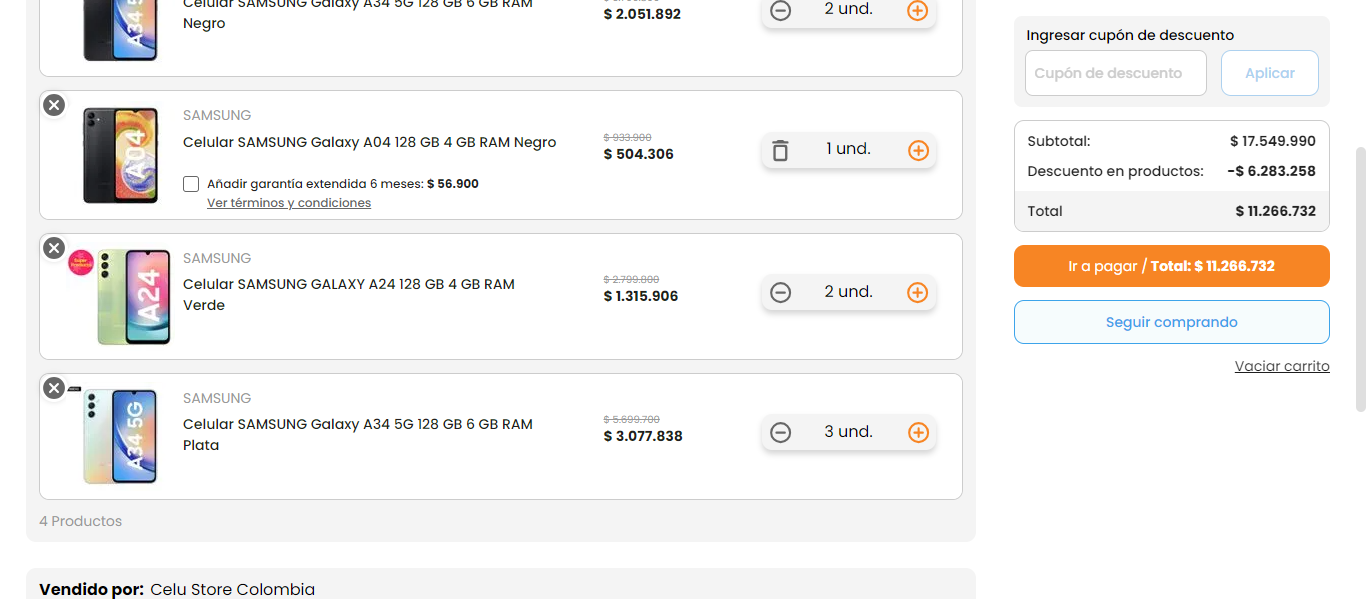 Celular SAMSUNG Galaxy A34 5G 128 GB 6 GB RAM
Negro
$ 2.051.892
2 und.
SAMSUNG
Celular SAMSUNG Galaxy A04 128 GB 4 GB RAM Negro
$ 933.900
$ 504.306
1 und.
Añadir garantía extendida 6 meses: $ 56.900
Ver términos y condiciones
A04
SAMSUNG
Celular SAMSUNG GALAXY A24 128 GB 4 GB RAM
Verde
$ 2.799.800
$ 1.315.906
2 und.
A24
SAMSUNG
Celular SAMSUNG Galaxy A34 5G 128 GB 6 GB RAM
Plata
$ 5.699.700
$ 3.077.838
3 und.
A34 5G
4 Productos
Vendido por: Celu Store Colombia
Ingresar cupón de descuento
Cupón de descuento
Aplicar
Subtotal: $ 17.549.990
Descuento en productos: -$ 6.283.258
Total $ 11.266.732
Ir a pagar / Total: $ 11.266.732
Seguir comprando
Vaciar carrito